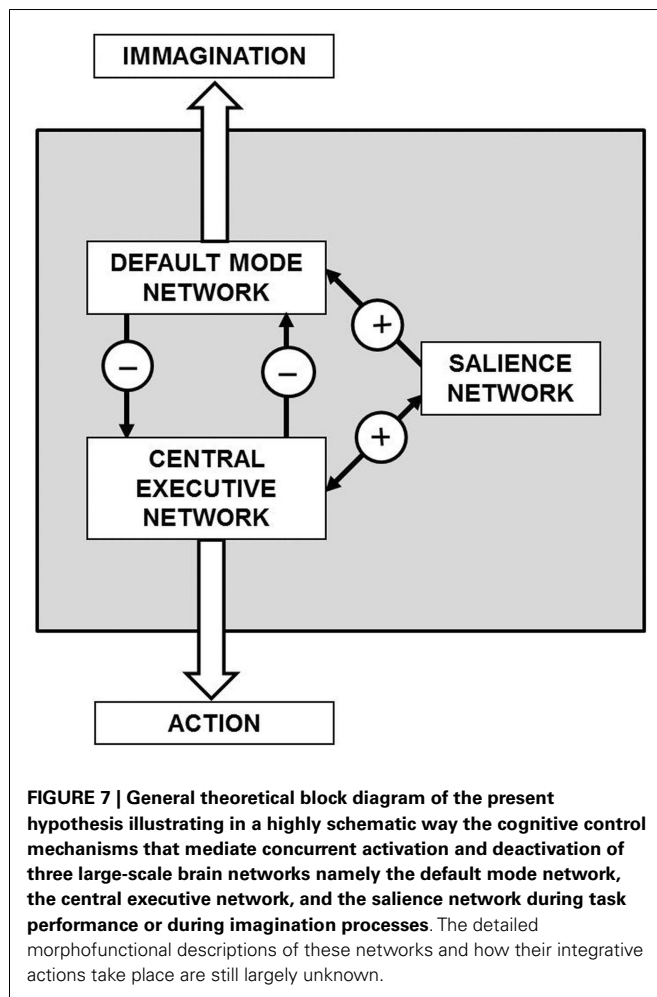 IMMAGINATION
DEFAULT MODE
NETWORK
+
SALIENCE
NETWORK
−
−
+
CENTRAL
EXECUTIVE
NETWORK
ACTION
FIGURE 7 | General theoretical block diagram of the present
hypothesis illustrating in a highly schematic way the cognitive control
mechanisms that mediate concurrent activation and deactivation of
three large-scale brain networks namely the default mode network,
the central executive network, and the salience network during task
performance or during imagination processes. The detailed
morphofunctional descriptions of these networks and how their integrative
actions take place are still largely unknown.